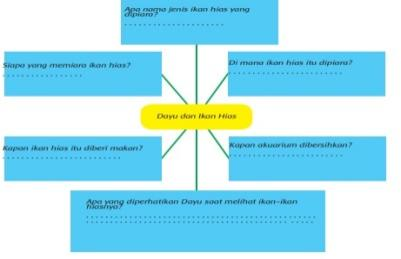 Apa nama jenis ikan hias yang
dipiara?
Siapa yang memiara ikan hias?
Di mana ikan hias itu dipiara?
Dayu dan Ikan Hias
Kapan ikan hias itu diberi makan?
Kapan akuarium dibersihkan?
Apa yang diperhatikan Dayu saat melihat ikan-ikan
hiasnya?